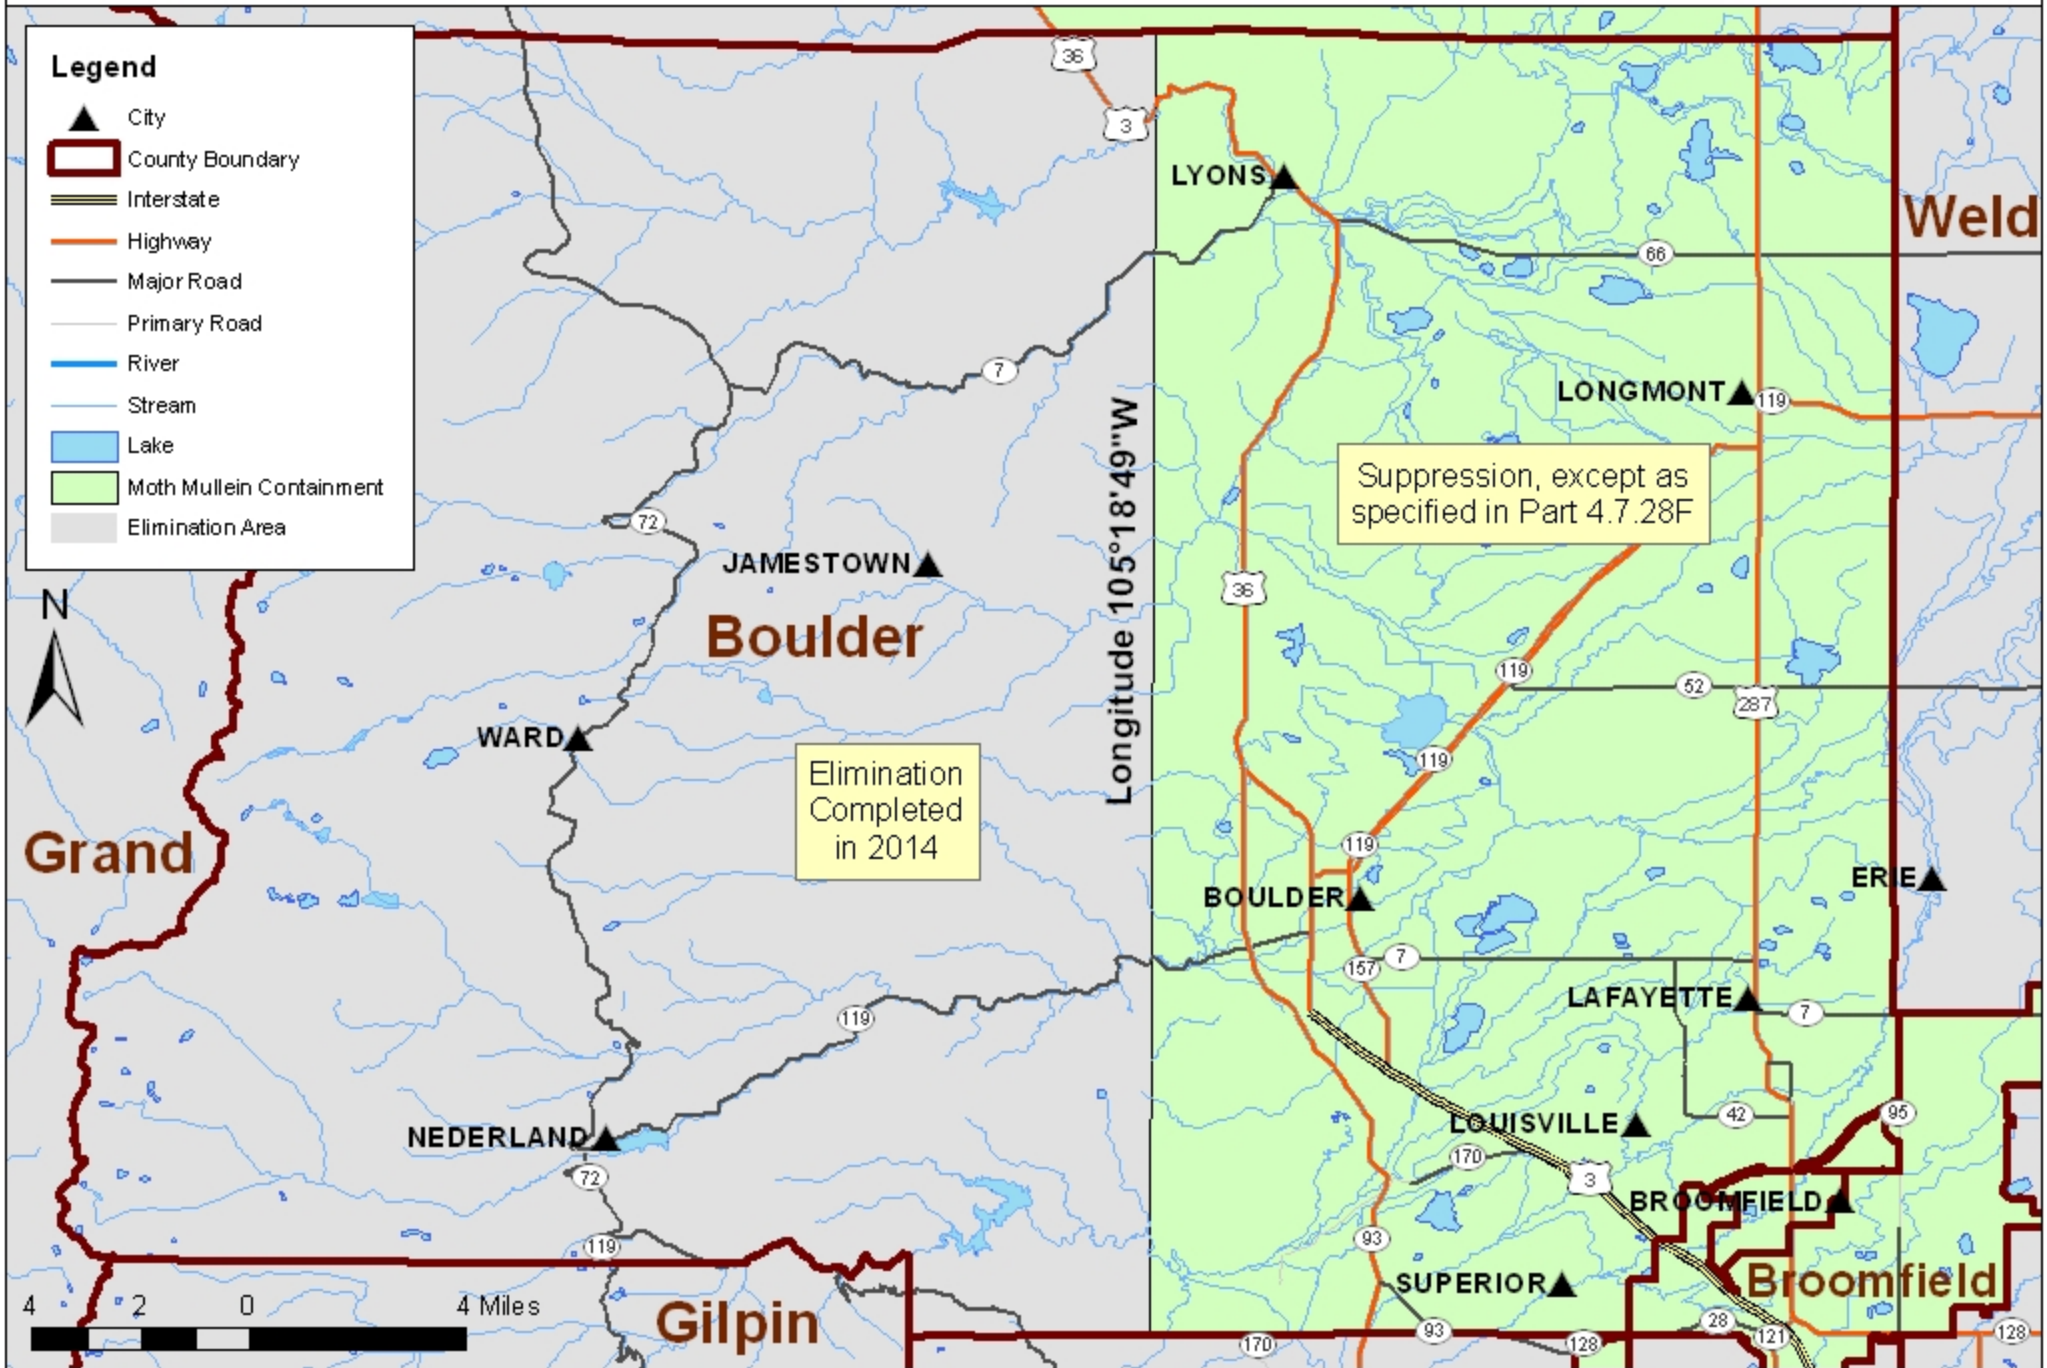 Legend
City
County Boundary
Interstate
Highway
Major Road
Primary Road
River
Stream
Lake
Moth Mullein Containment
Elimination Area
N
36
3
LYONS
Weld
66
7
LONGMONT
119
Longitude 105°18'49"W
Suppression, except as
specified in Part 4.7.28F
72
JAMESTOWN
36
Boulder
119
52
287
WARD
119
Elimination
Completed
in 2014
Grand
119
BOULDER
ERIE
7
157
LAFAYETTE
7
119
NEDERLAND
LOUISVILLE
42
95
170
72
3
BROOMFIELD
93
119
SUPERIOR
Broomfield
4 2 0 4 Miles
Gilpin
93
28
121
128
170
128